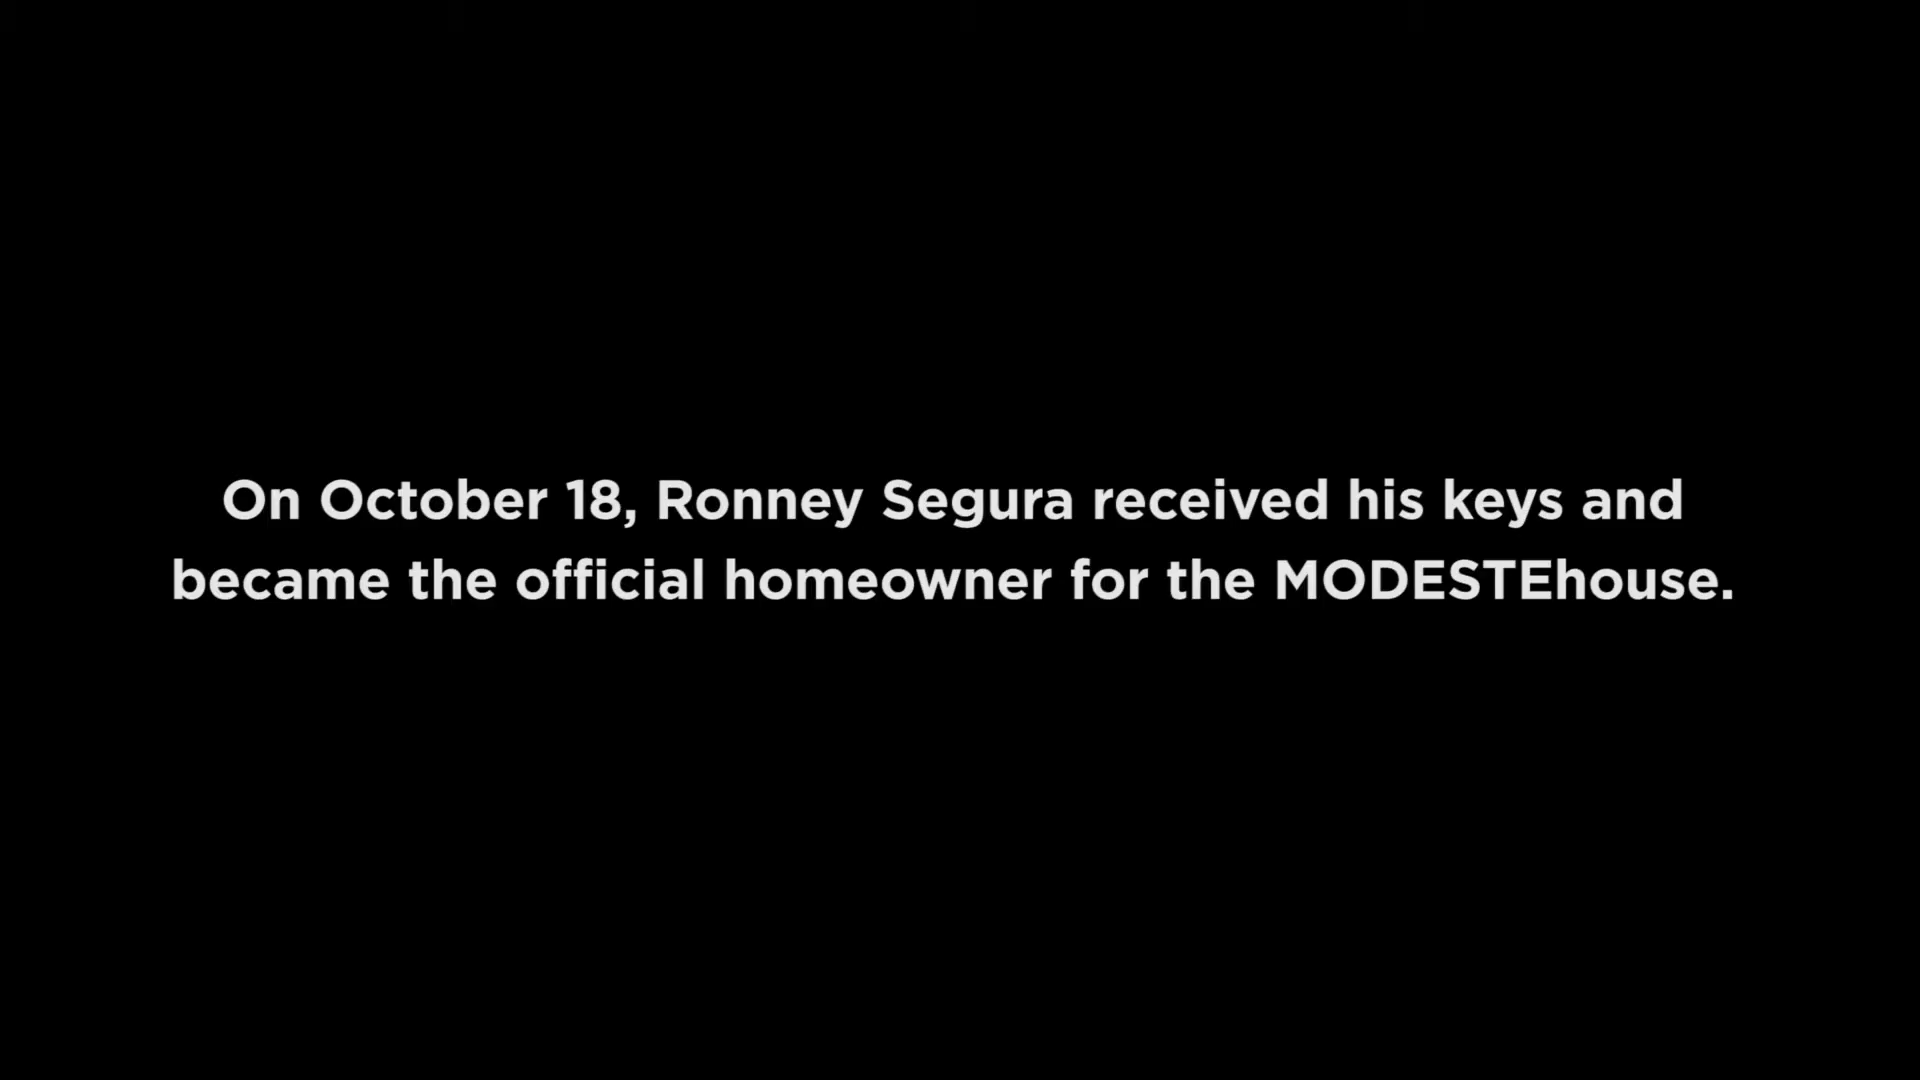 On October 18, Ronney Segura received his keys and
became the official homeowner for the MODESTEhouse.